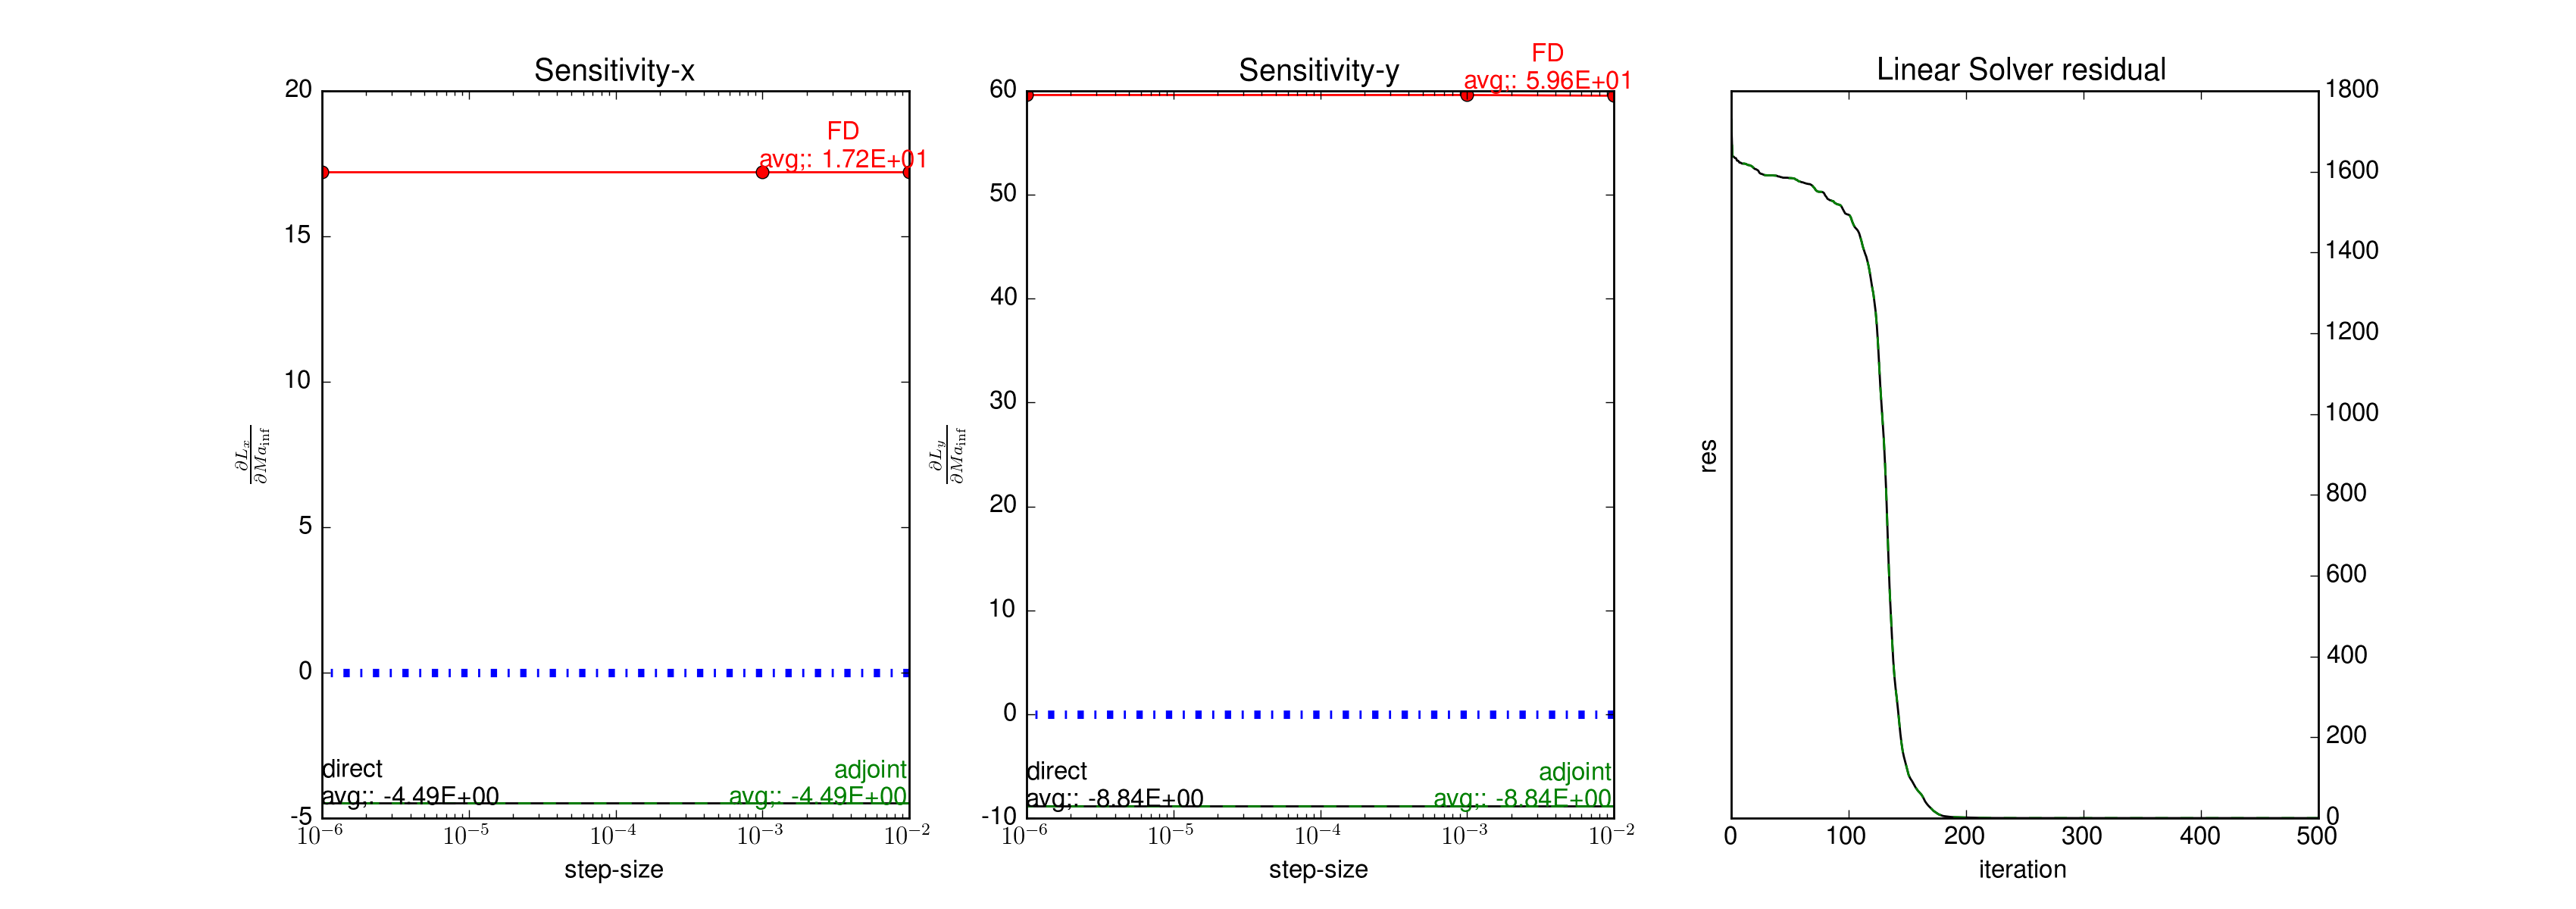 Sensitivity-x
20
15
10
5
0
-5
FD
avg;: 1.72E+01
direct
avg;: -4.49E+00
adjoint
avg;: -4.49E+00
∂Lₓ
∂Ma_inf
10⁻⁶ 10⁻⁵ 10⁻⁴ 10⁻³ 10⁻²
step-size
Sensitivity-y
60
50
40
30
20
10
0
-10
FD
avg;: 5.96E+01
direct
avg;: -8.84E+00
adjoint
avg;: -8.84E+00
∂L_y
∂Ma_inf
10⁻⁶ 10⁻⁵ 10⁻⁴ 10⁻³ 10⁻²
step-size
Linear Solver residual
res
1800
1600
1400
1200
1000
800
600
400
200
0
0 100 200 300 400 500
iteration